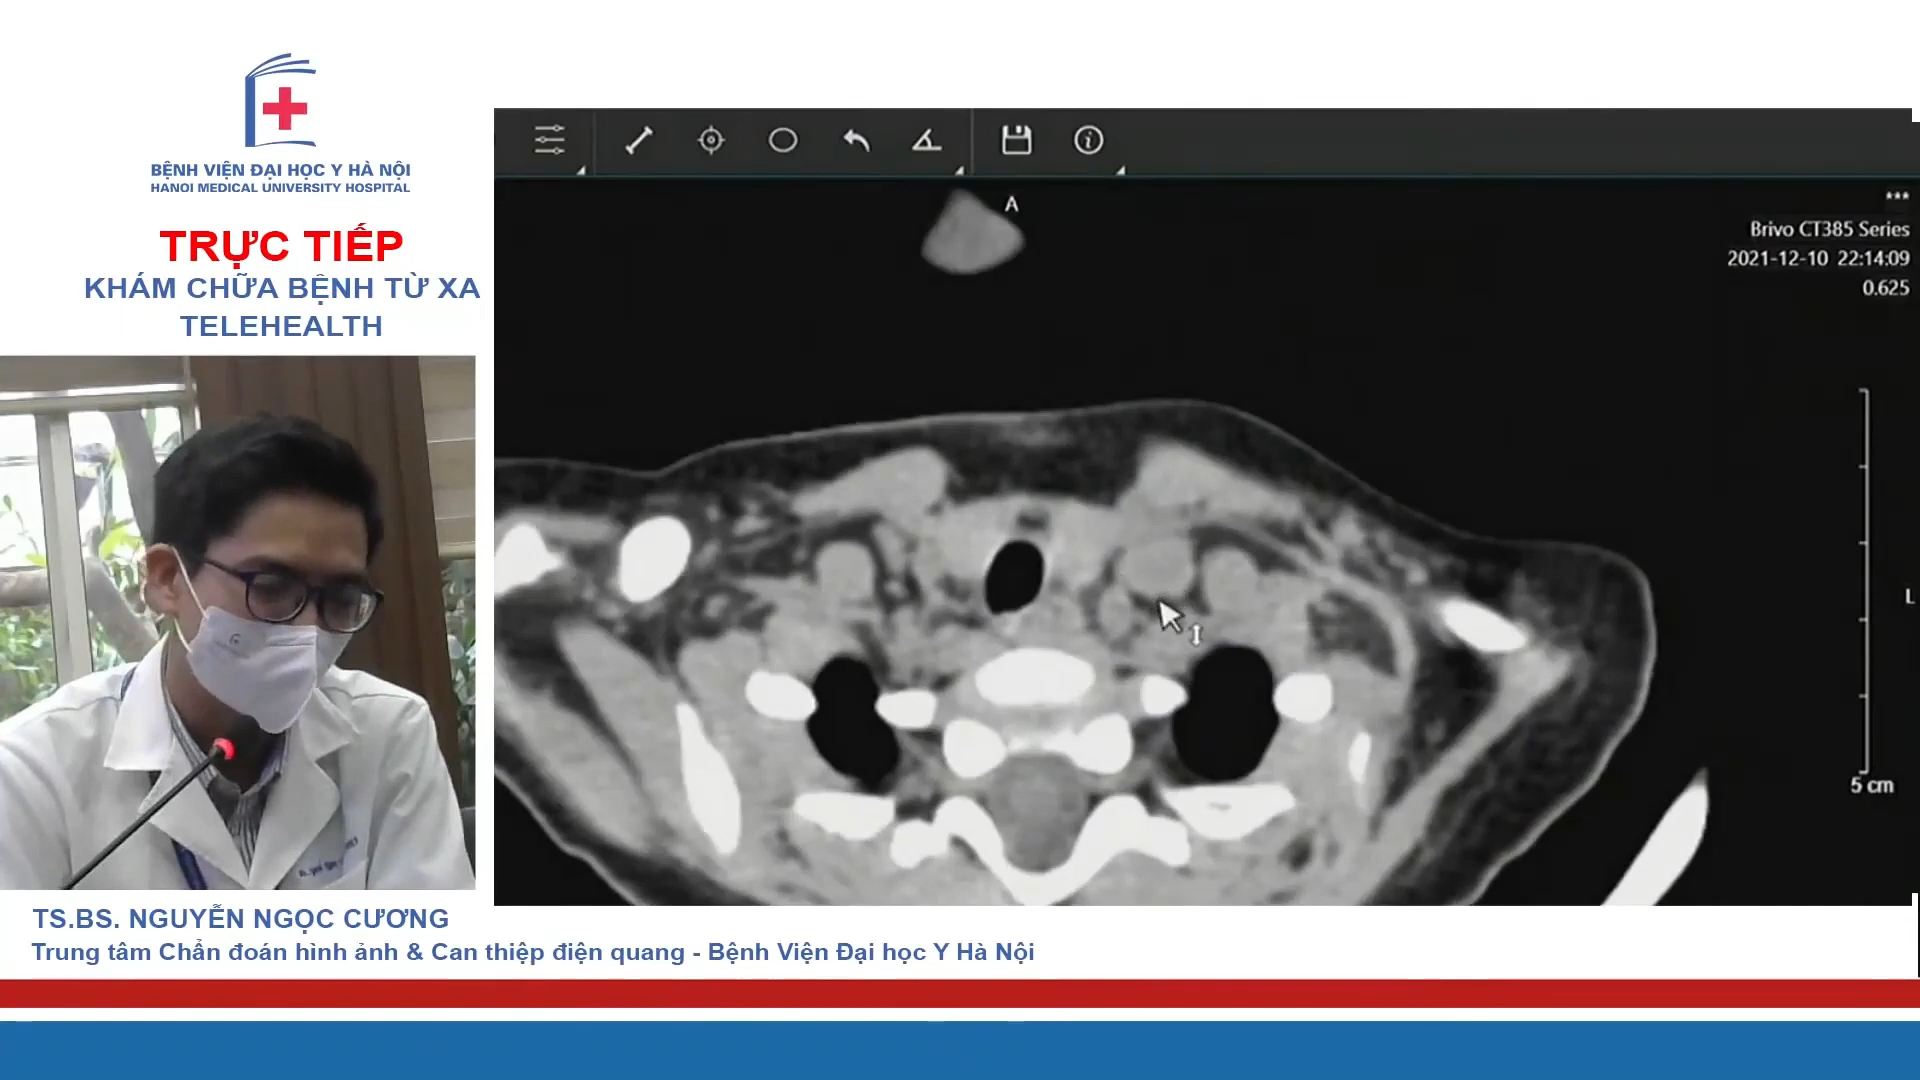 BỆNH VIỆN ĐẠI HỌC Y HÀ NỘI
HANOI MEDICAL UNIVERSITY HOSPITAL
TRỰC TIẾP
KHÁM CHỮA BỆNH TỪ XA
TELEHEALTH
A
***
Brivo CT385 Series
2021-12-10 22:14:09
0.625
L
5 cm
TS.BS. NGUYỄN NGỌC CƯƠNG
Trung tâm Chẩn đoán hình ảnh & Can thiệp điện quang - Bệnh Viện Đại học Y Hà Nội